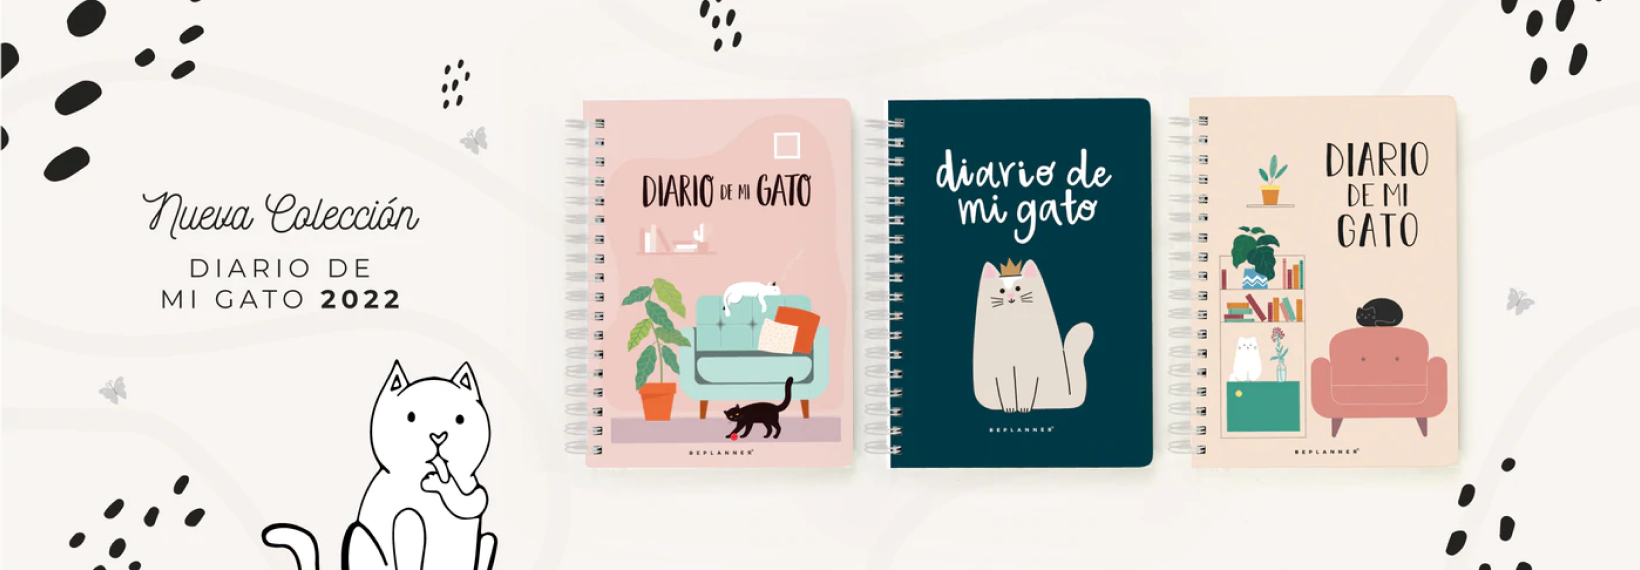 Nueva Colección
DIARIO DE
MI GATO 2022
DIARIO DE MI GATO
BEPLANNER
diario de
mi gato
BEPLANNER
DIARIO
DE MI
GATO
BEPLANNER